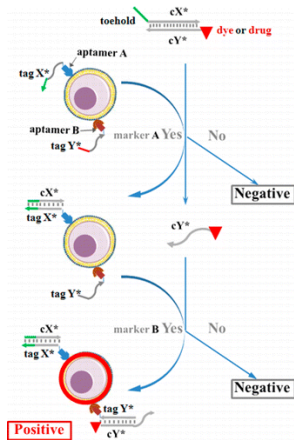 toehold
cX*
cY*
dye or drug
aptamer A
tag X*
aptamer B
tag Y*
marker A Yes No
Negative
cX*
tag X*
cY*
tag Y*
marker B Yes No
cX*
tag X*
Negative
tag Y*
Positive
cY*